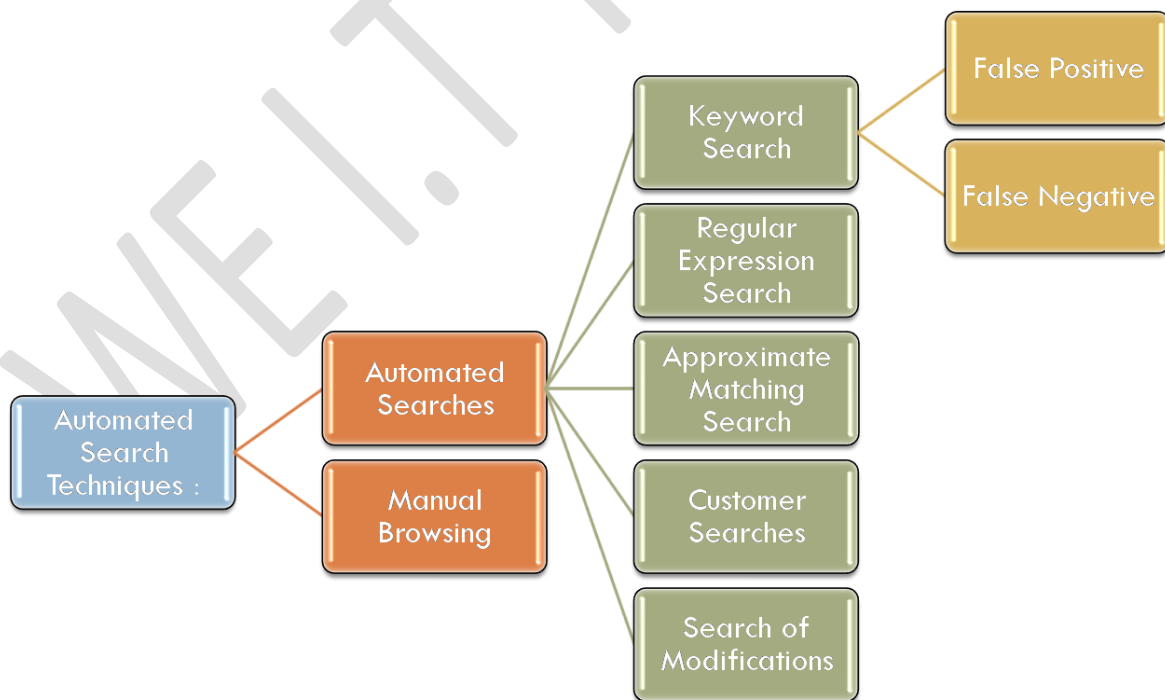 WE I.T
Automated
Search
Techniques :
Automated
Searches
Manual
Browsing
Keyword
Search
Regular
Expression
Search
Approximate
Matching
Search
Customer
Searches
Search of
Modifications
False Positive
False Negative